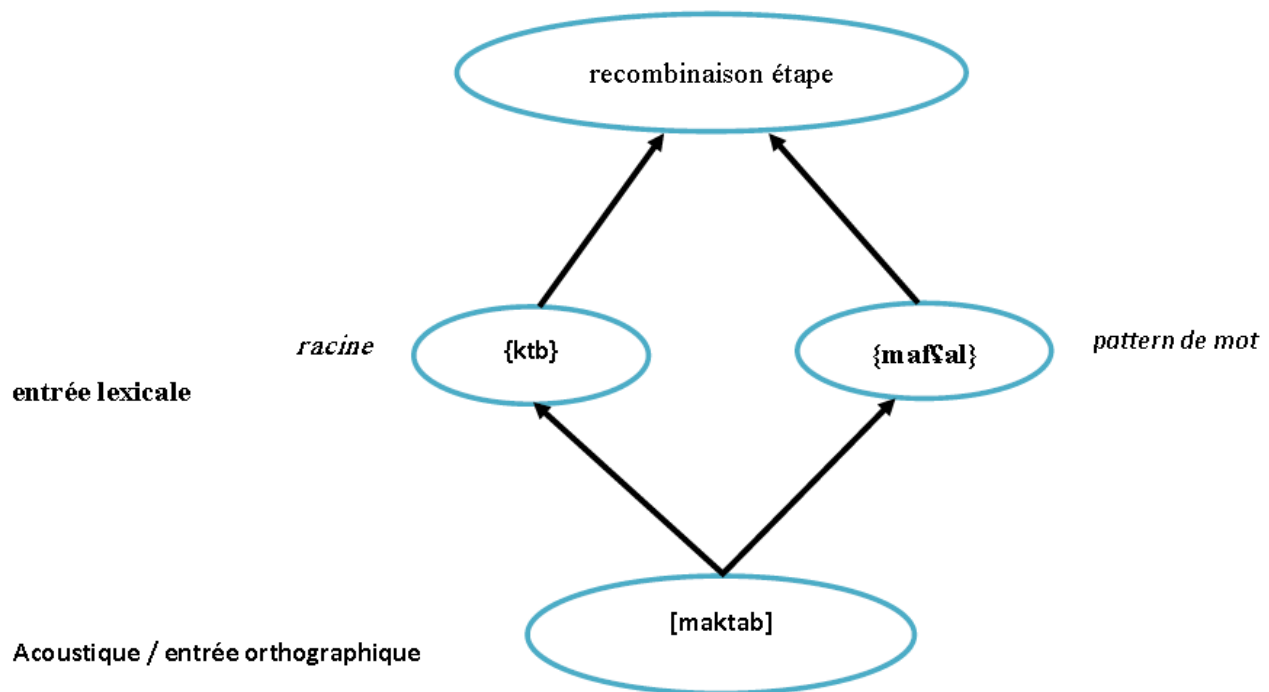 recombinaison étape
racine
{ktb}
{mafʕal}
pattern de mot
entrée lexicale
[maktab]
Acoustique / entrée orthographique